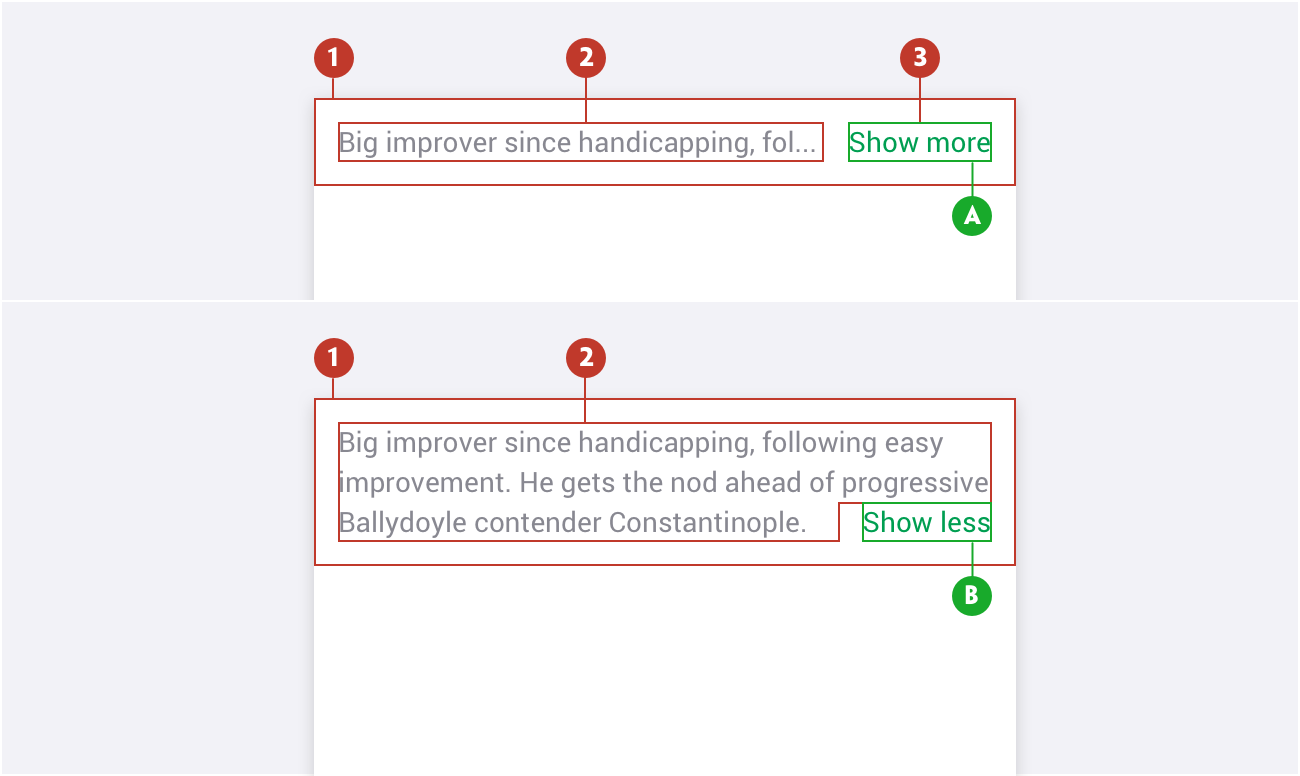 1 2 3
Big improver since handicapping, fol... Show more
A
1 2
Big improver since handicapping, following easy
improvement. He gets the nod ahead of progressive
Ballydoyle contender Constantinople. Show less
B